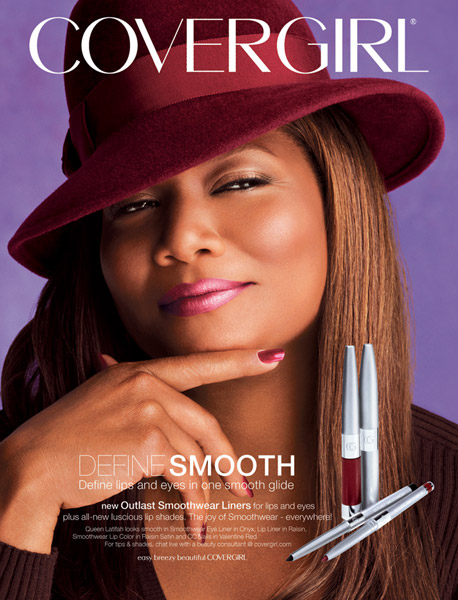 COVERGIRL®
DEFINE SMOOTH
Define lips and eyes in one smooth glide
new Outlast Smoothwear Liners for lips and eyes
plus all-new luscious lip shades. The joy of Smoothwear - everywhere!
Queen Latifah looks smooth in Smoothwear Eye Liner in Onyx, Lip Liner in Raisin,
Smoothwear Lip Color in Raisin Satin and CG Nails in Valentine Red.
For tips & shades, chat live with a beauty consultant @ covergirl.com
easy breezy beautiful COVERGIRL